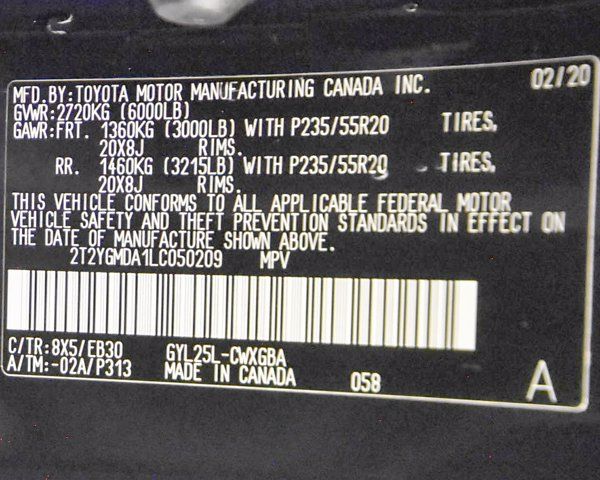 MFD.BY:TOYOTA MOTOR MANUFACTURING CANADA INC. 02/20
GVWR:2720KG (6000LB)
GAWR:FRT. 1360KG (3000LB) WITH P235/55R20 TIRES,
20X8J RIMS.
RR. 1460KG (3215LB) WITH P235/55R20 TIRES,
20X8J RIMS.
THIS VEHICLE CONFORMS TO ALL APPLICABLE FEDERAL MOTOR
VEHICLE SAFETY AND THEFT PREVENTION STANDARDS IN EFFECT ON
THE DATE OF MANUFACTURE SHOWN ABOVE.
2T2YGMDA1LC050209 MPV
C/TR:8X5/EB30 GYL25L-CWXGBA
A/TM:-02A/P313 MADE IN CANADA 058 A